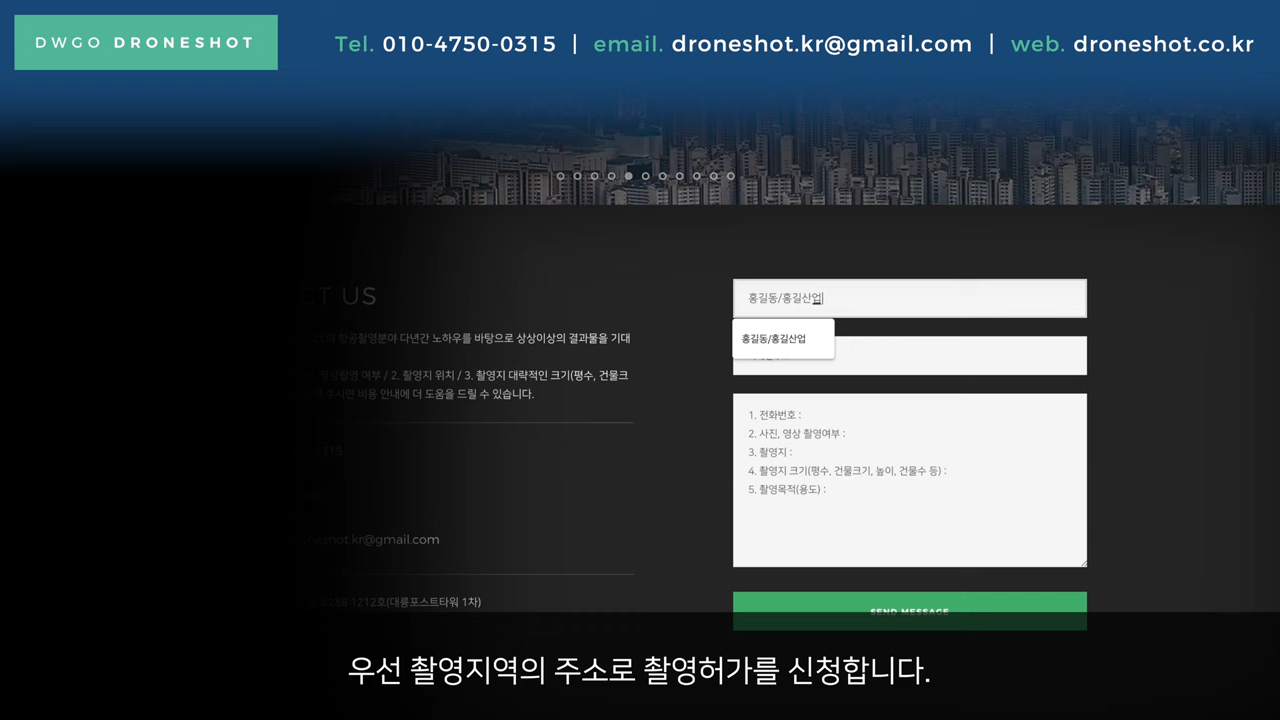 DWGO DRONESHOT
Tel. 010-4750-0315 | email. droneshot.kr@gmail.com | web. droneshot.co.kr
CT US
항공촬영분야 다년간 노하우를 바탕으로 상상이상의 결과물을 기대
영상촬영 여부 / 2. 촬영지 위치 / 3. 촬영지 대략적인 크기(평수, 건물크
주시면 비용 안내에 더 도움을 드릴 수 있습니다.
0315
droneshot.kr@gmail.com
288 1212호(대륭포스트타워 1차)
홍길동/홍길산업
홍길동/홍길산업
1. 전화번호 :
2. 사진, 영상 촬영여부 :
3. 촬영지 :
4. 촬영지 크기(평수, 건물크기, 높이, 건물수 등) :
5. 촬영목적(용도) :
SEND MESSAGE
우선 촬영지역의 주소로 촬영허가를 신청합니다.